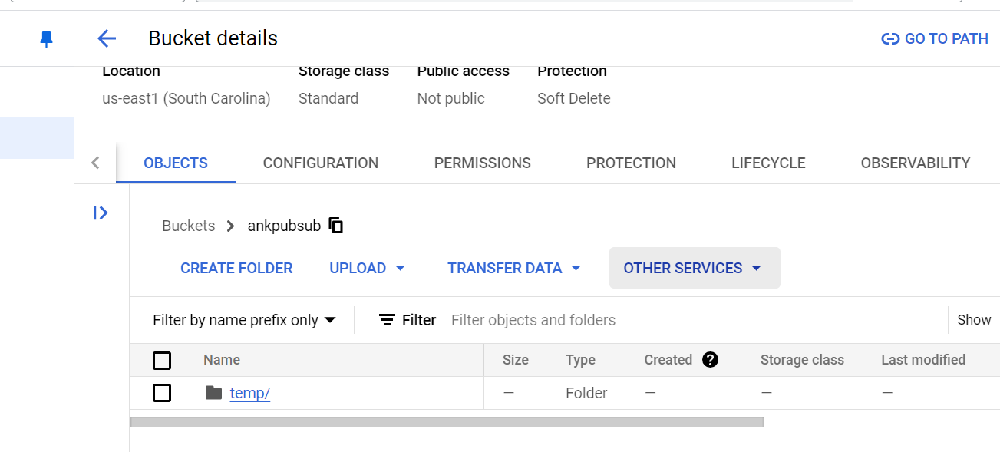 Bucket details
GO TO PATH
Location Storage class Public access Protection
us-east1 (South Carolina) Standard Not public Soft Delete
OBJECTS CONFIGURATION PERMISSIONS PROTECTION LIFECYCLE OBSERVABILITY
Buckets > ankpubsub
CREATE FOLDER UPLOAD TRANSFER DATA OTHER SERVICES
Filter by name prefix only Filter Filter objects and folders Show
Name Size Type Created ? Storage class Last modified
temp/ — Folder — — —